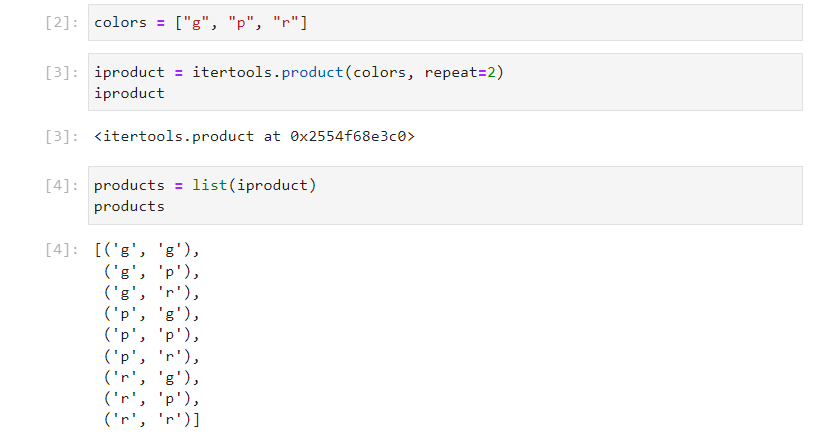 [2]: colors = ["g", "p", "r"]
[3]: iproduct = itertools.product(colors, repeat=2)
iproduct
[3]: <itertools.product at 0x2554f68e3c0>
[4]: products = list(iproduct)
products
[4]: [('g', 'g'),
('g', 'p'),
('g', 'r'),
('p', 'g'),
('p', 'p'),
('p', 'r'),
('r', 'g'),
('r', 'p'),
('r', 'r')]